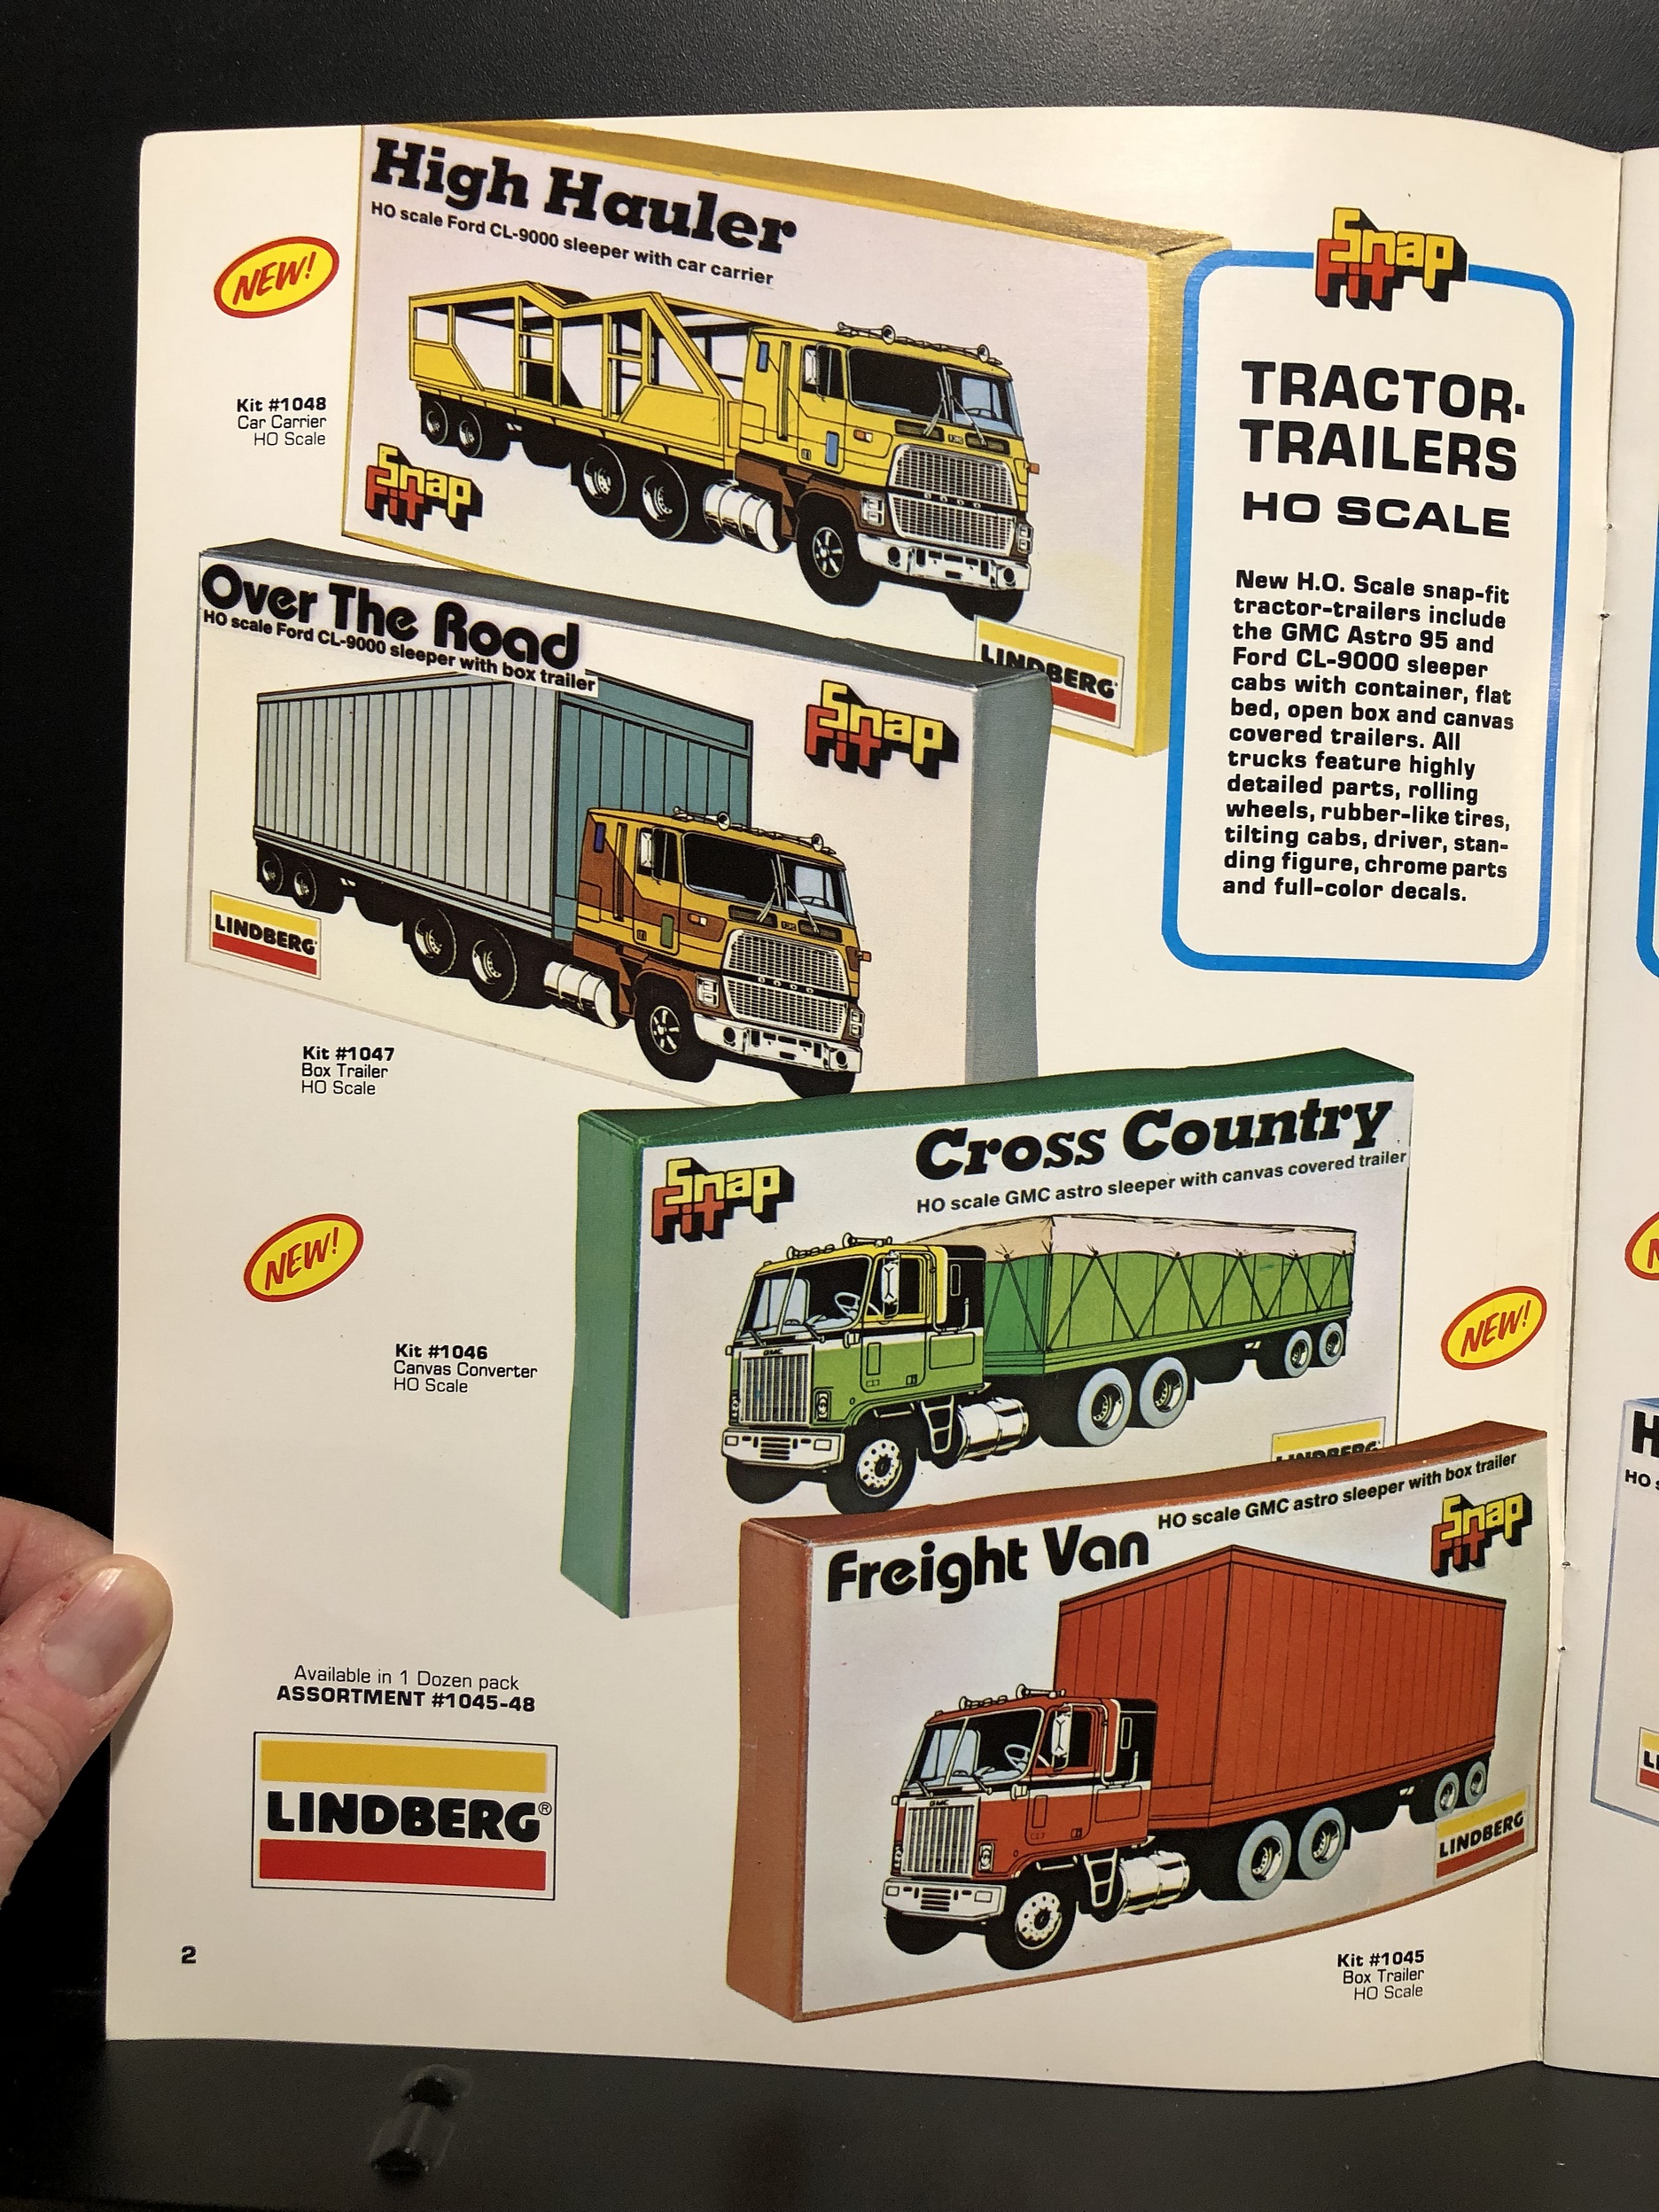 High Hauler
HO scale Ford CL-9000 sleeper with car carrier
NEW!
Kit #1048
Car Carrier
HO Scale
Snap
Fit
LINDBERG
Snap
Fit
TRACTOR-
TRAILERS
HO SCALE
New H.O. Scale snap-fit
tractor-trailers include
the GMC Astro 95 and
Ford CL-9000 sleeper
cabs with container, flat
bed, open box and canvas
covered trailers. All
trucks feature highly
detailed parts, rolling
wheels, rubber-like tires,
tilting cabs, driver, stan-
ding figure, chrome parts
and full-color decals.
Over The Road
HO scale Ford CL-9000 sleeper with box trailer
Snap
Fit
LINDBERG
Kit #1047
Box Trailer
HO Scale
Cross Country
HO scale GMC astro sleeper with canvas covered trailer
Snap
Fit
GMC
LINDBERG
NEW!
Kit #1046
Canvas Converter
HO Scale
NEW!
Freight Van
HO scale GMC astro sleeper with box trailer
Snap
Fit
GMC
LINDBERG
Kit #1045
Box Trailer
HO Scale
Available in 1 Dozen pack
ASSORTMENT #1045-48
LINDBERG®
2
H
HO